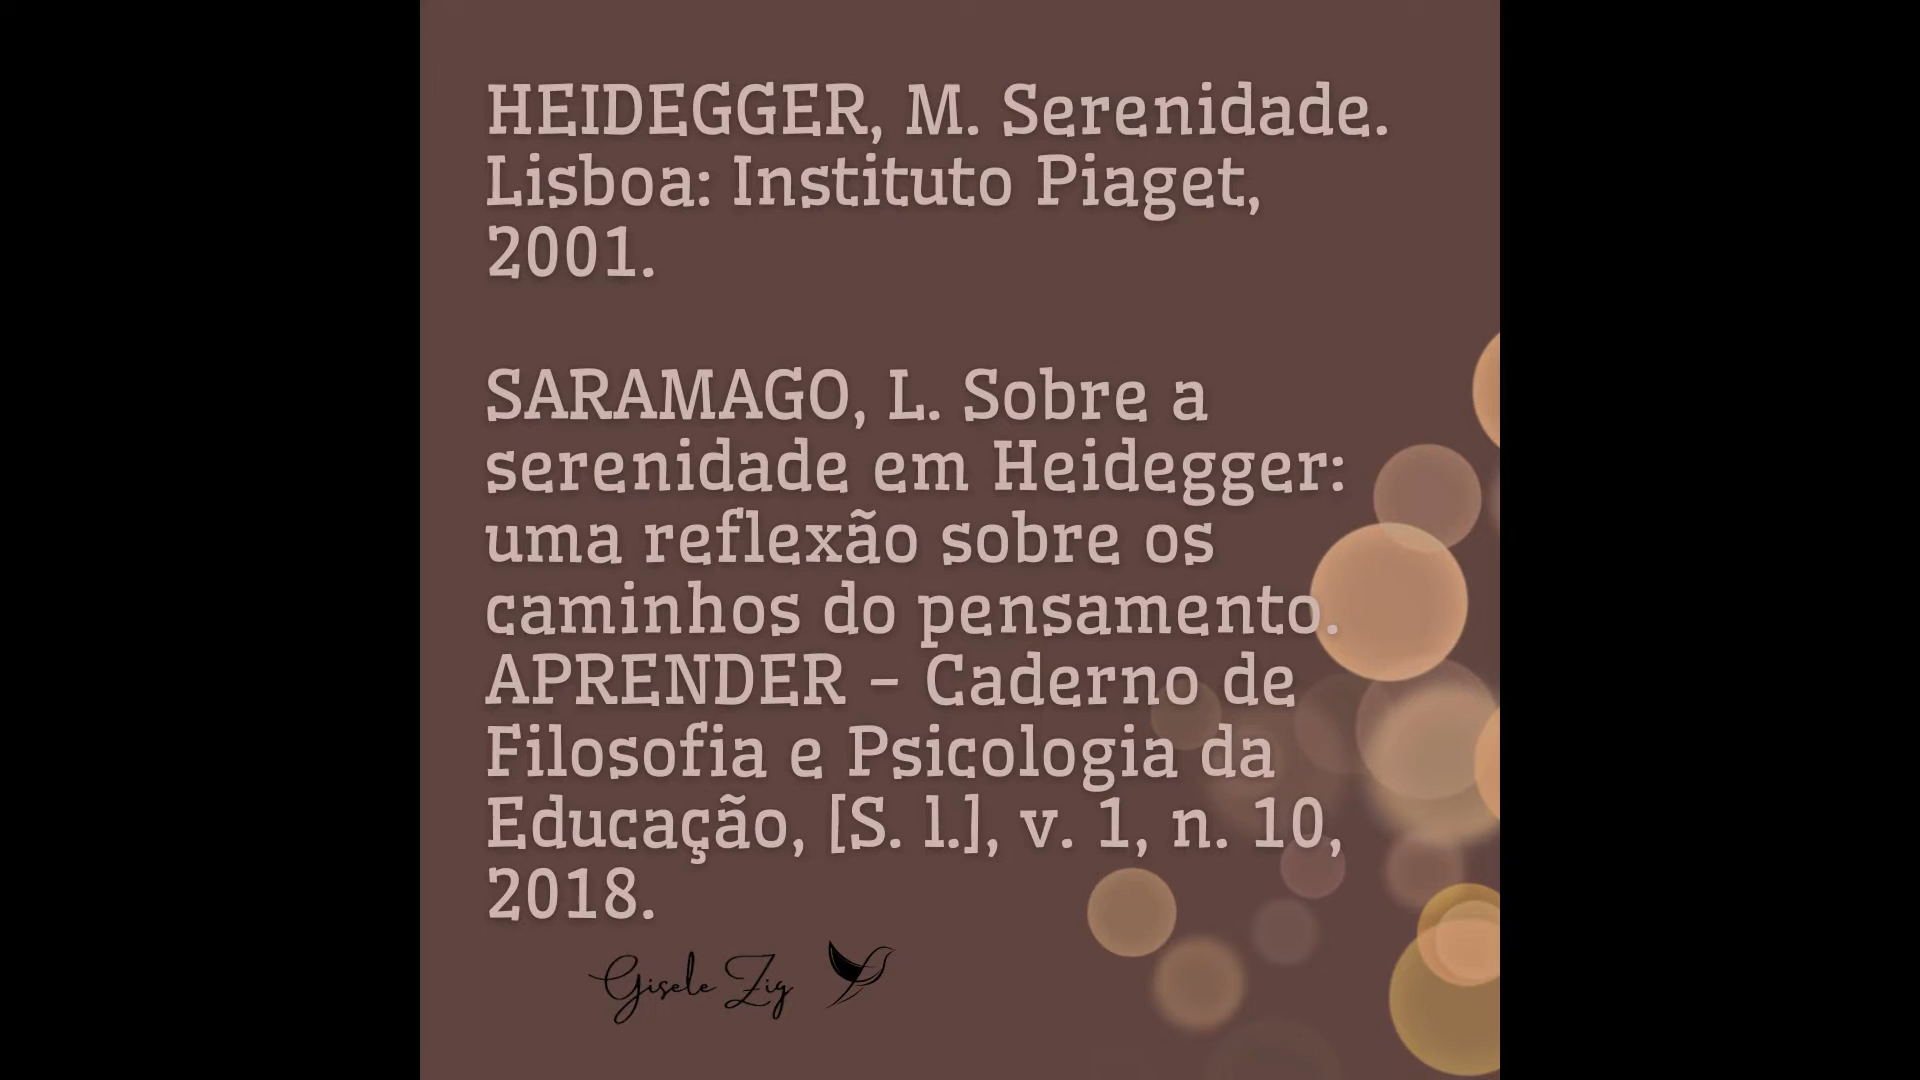 HEIDEGGER, M. Serenidade.
Lisboa: Instituto Piaget,
2001.
SARAMAGO, L. Sobre a
serenidade em Heidegger:
uma reflexão sobre os
caminhos do pensamento.
APRENDER – Caderno de
Filosofia e Psicologia da
Educação, [S. l.], v. 1, n. 10,
2018.
Gisele Zig